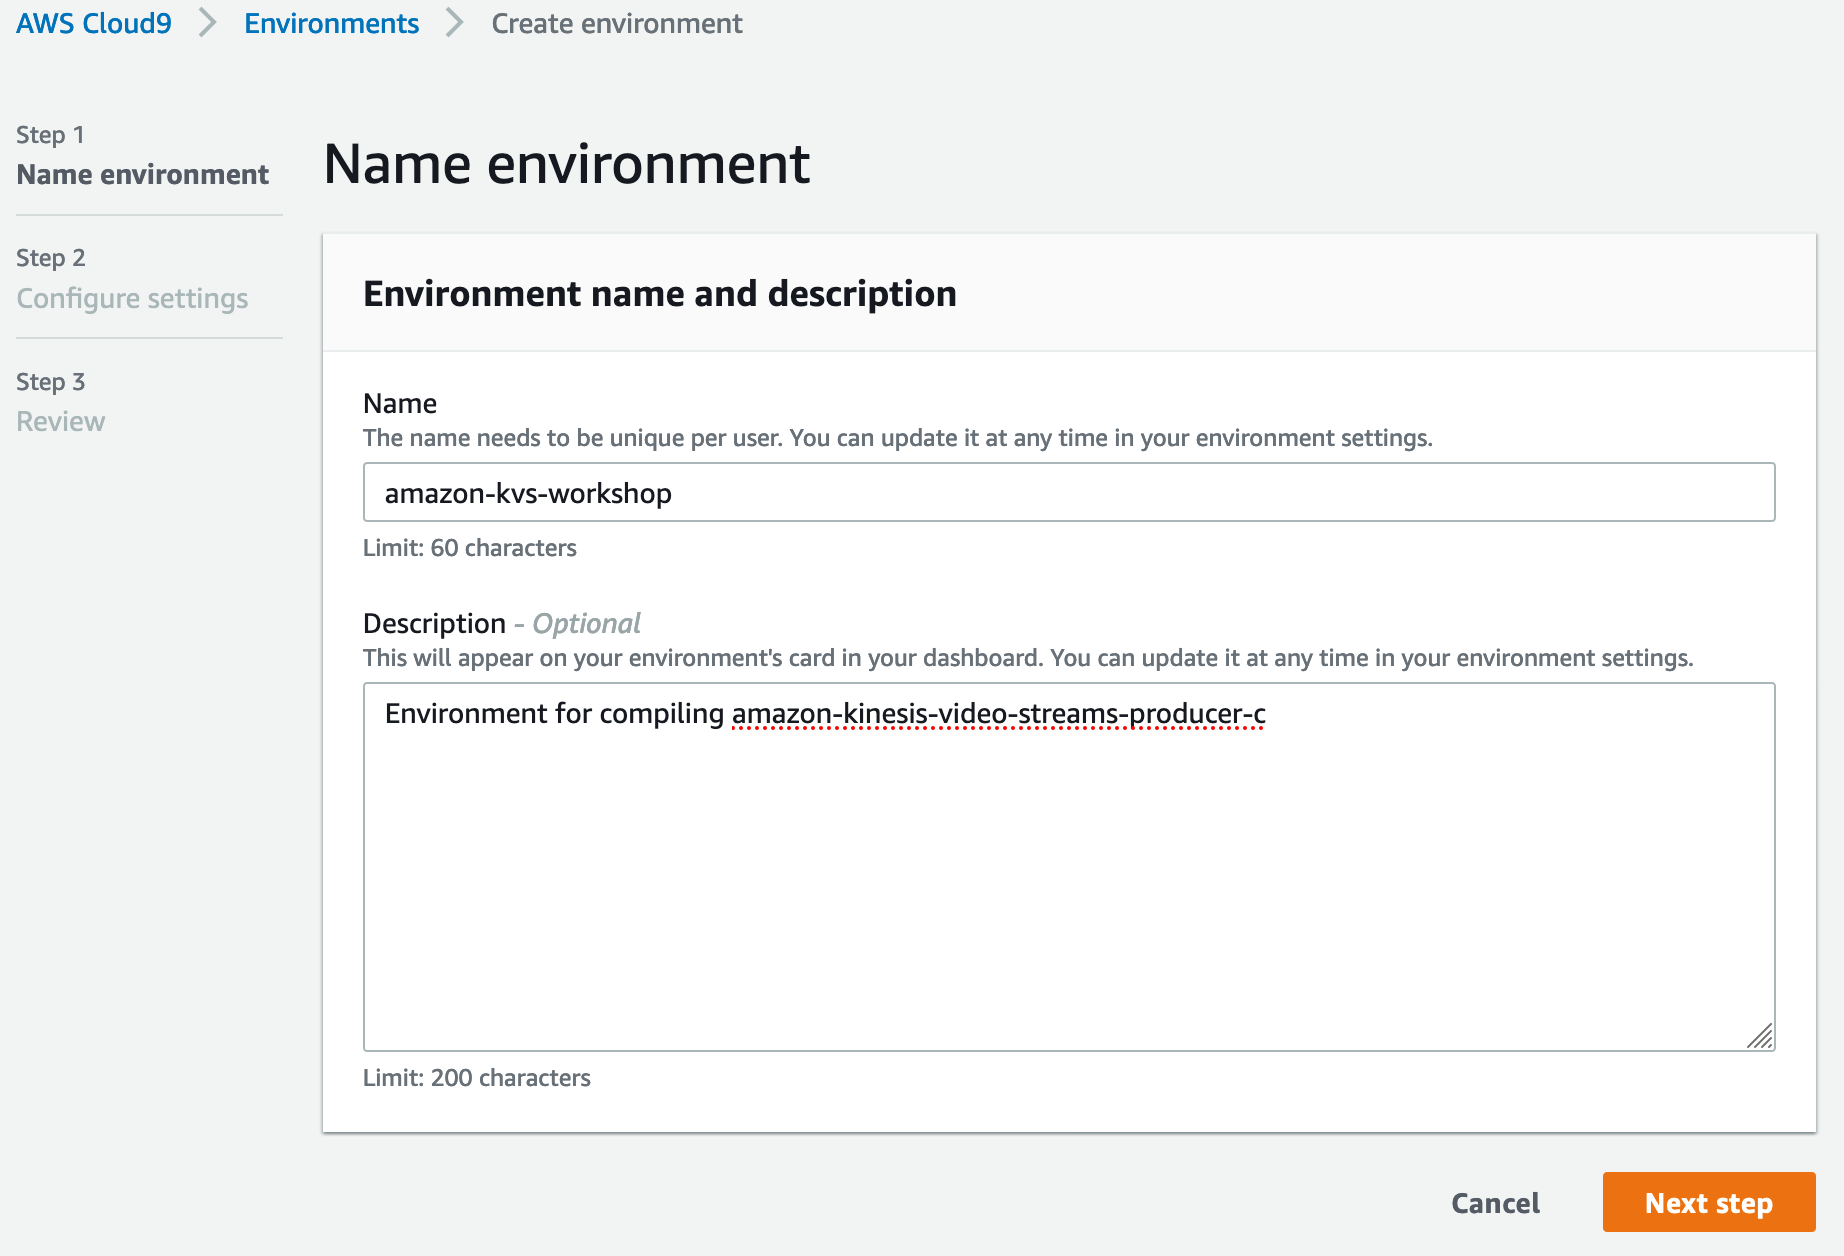 AWS Cloud9 > Environments > Create environment
Step 1
Name environment
Step 2
Configure settings
Step 3
Review
Name environment
Environment name and description
Name
The name needs to be unique per user. You can update it at any time in your environment settings.
amazon-kvs-workshop
Limit: 60 characters
Description - Optional
This will appear on your environment's card in your dashboard. You can update it at any time in your environment settings.
Environment for compiling amazon-kinesis-video-streams-producer-c
Limit: 200 characters
Cancel
Next step